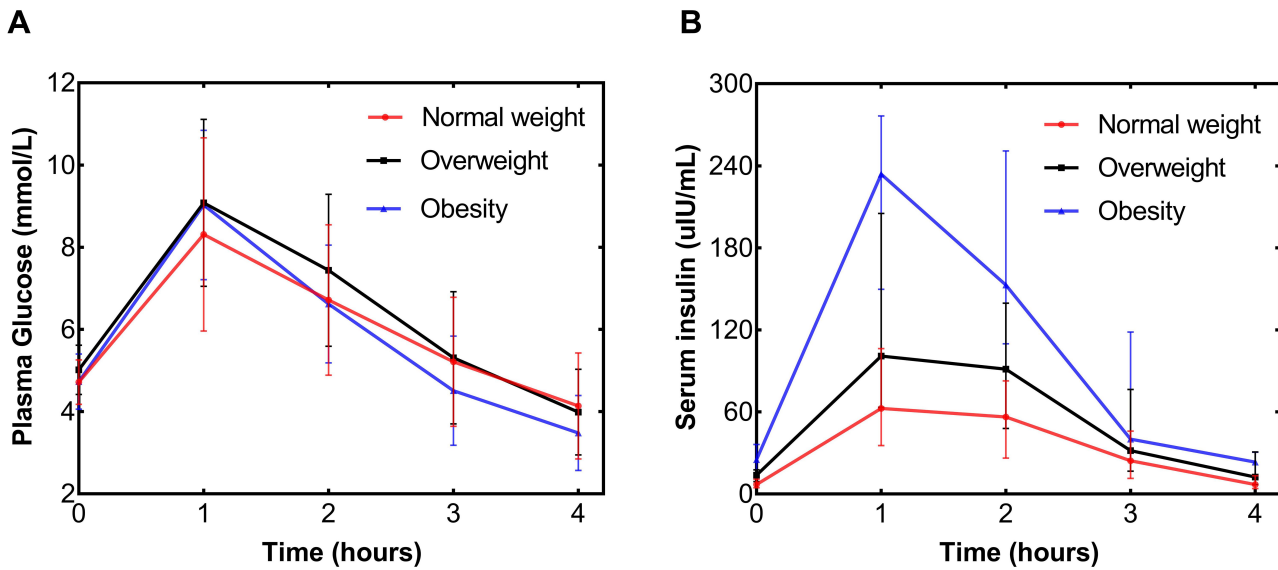 A
Plasma Glucose (mmol/L)
12
10
8
6
4
2
0
1
2
3
4
Time (hours)
Normal weight
Overweight
Obesity
B
Serum insulin (uIU/mL)
300
240
180
120
60
0
0
1
2
3
4
Time (hours)
Normal weight
Overweight
Obesity